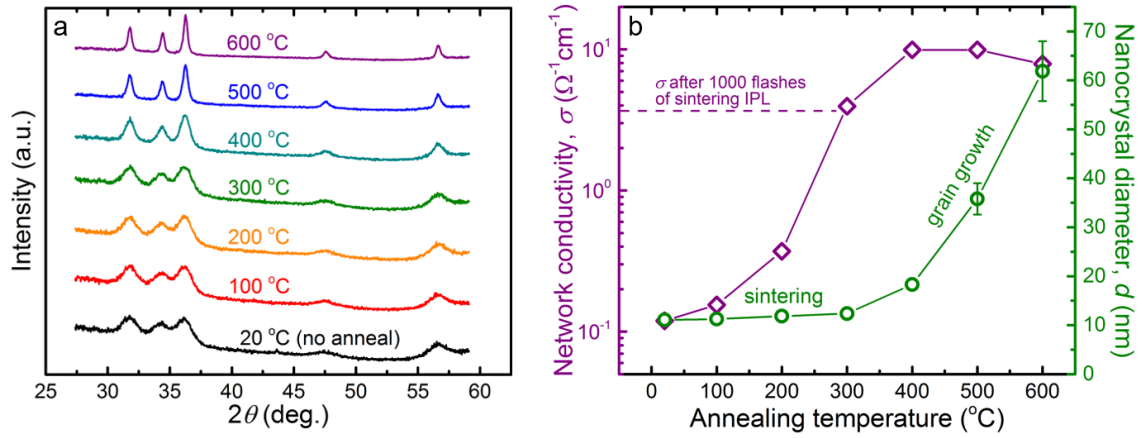 a
600 °C
500 °C
400 °C
300 °C
200 °C
100 °C
20 °C (no anneal)
Intensity (a.u.)
25 30 35 40 45 50 55 60
2θ (deg.)
b
Network conductivity, σ (Ω⁻¹cm⁻¹)
10¹
10⁰
10⁻¹
σ after 1000 flashes
of sintering IPL
sintering
grain growth
0 100 200 300 400 500 600
Annealing temperature (°C)
75
70
60
50
40
30
20
10
0
Nanocrystal diameter, d (nm)